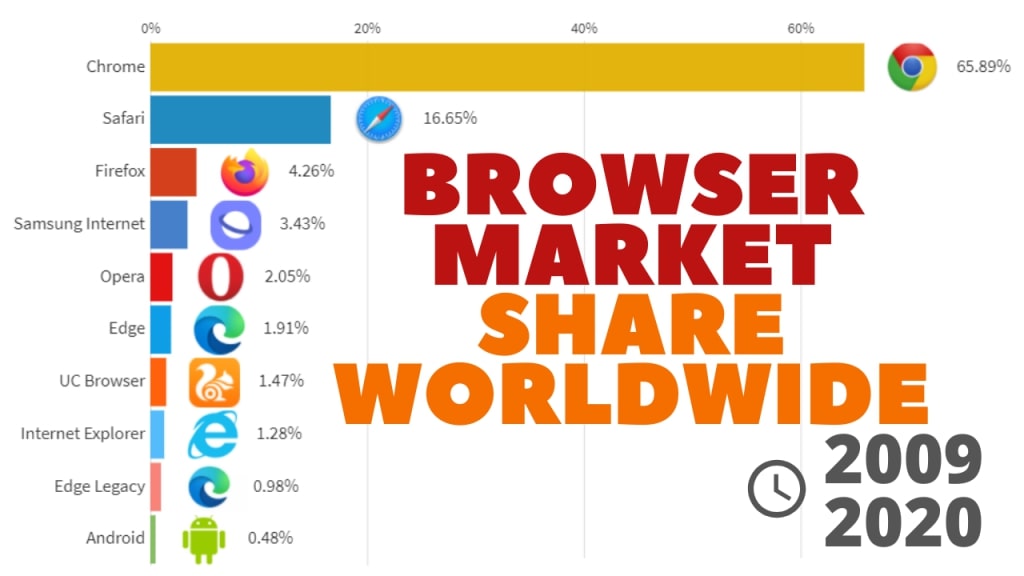 0% 20% 40% 60%
Chrome 65.89%
Safari 16.65%
Firefox 4.26%
Samsung Internet 3.43%
Opera 2.05%
Edge 1.91%
UC Browser 1.47%
Internet Explorer 1.28%
Edge Legacy 0.98%
Android 0.48%
BROWSER
MARKET
SHARE
WORLDWIDE
2009
2020